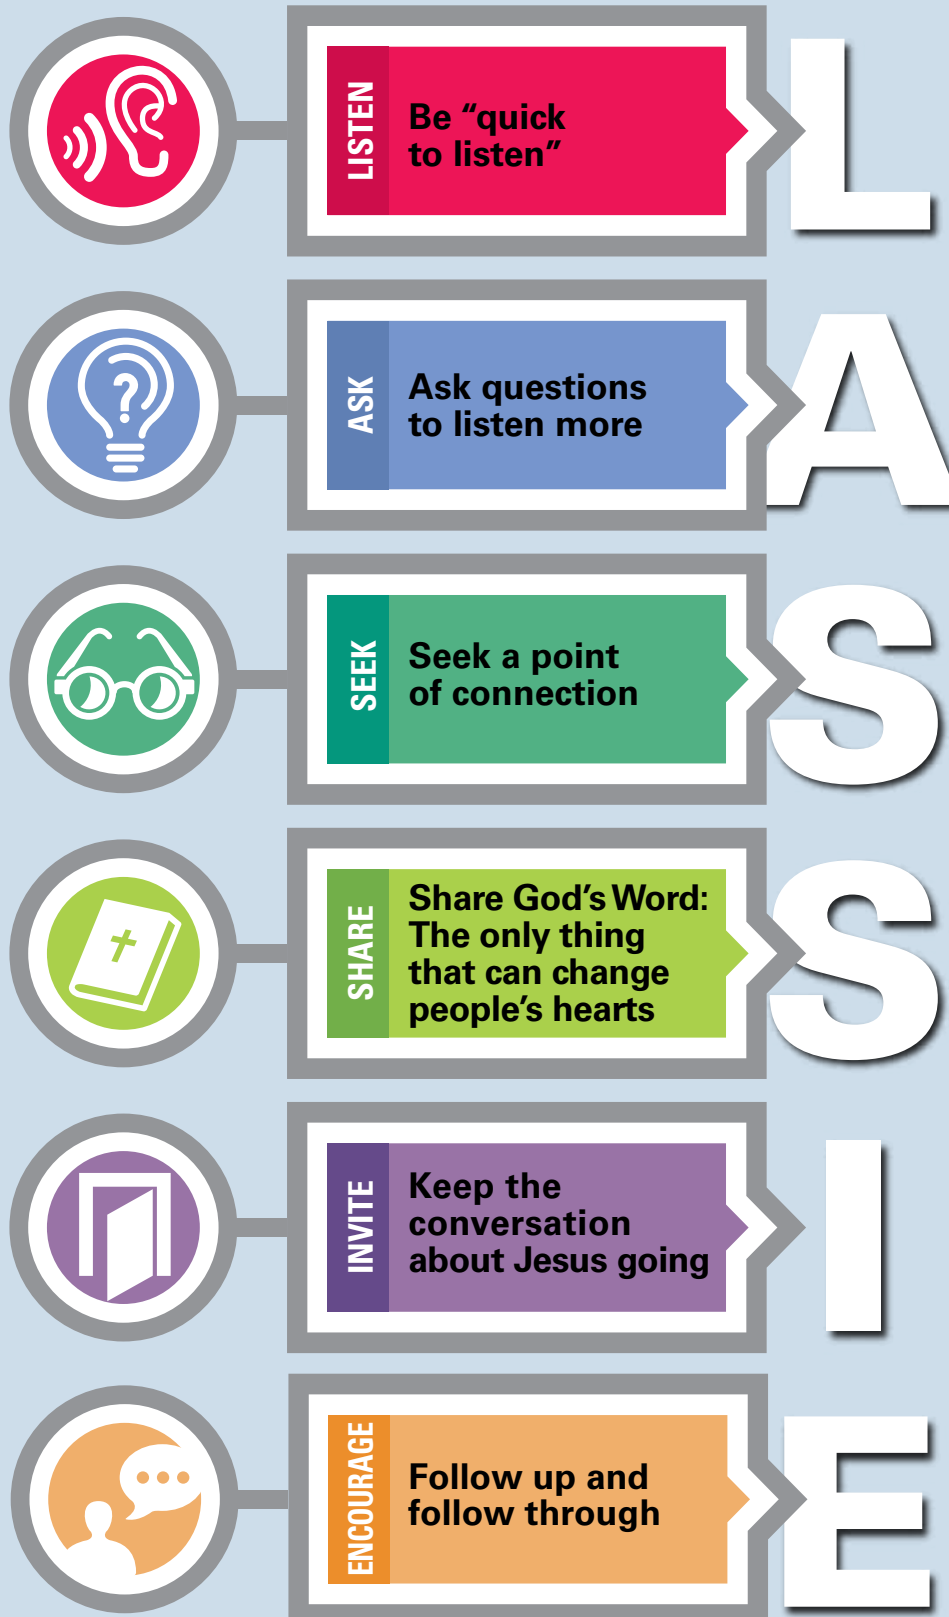 LISTEN
Be “quick
to listen”
L
?
ASK
Ask questions
to listen more
A
SEEK
Seek a point
of connection
S
SHARE
Share God’s Word:
The only thing
that can change
people’s hearts
S
INVITE
Keep the
conversation
about Jesus going
I
ENCOURAGE
Follow up and
follow through
E